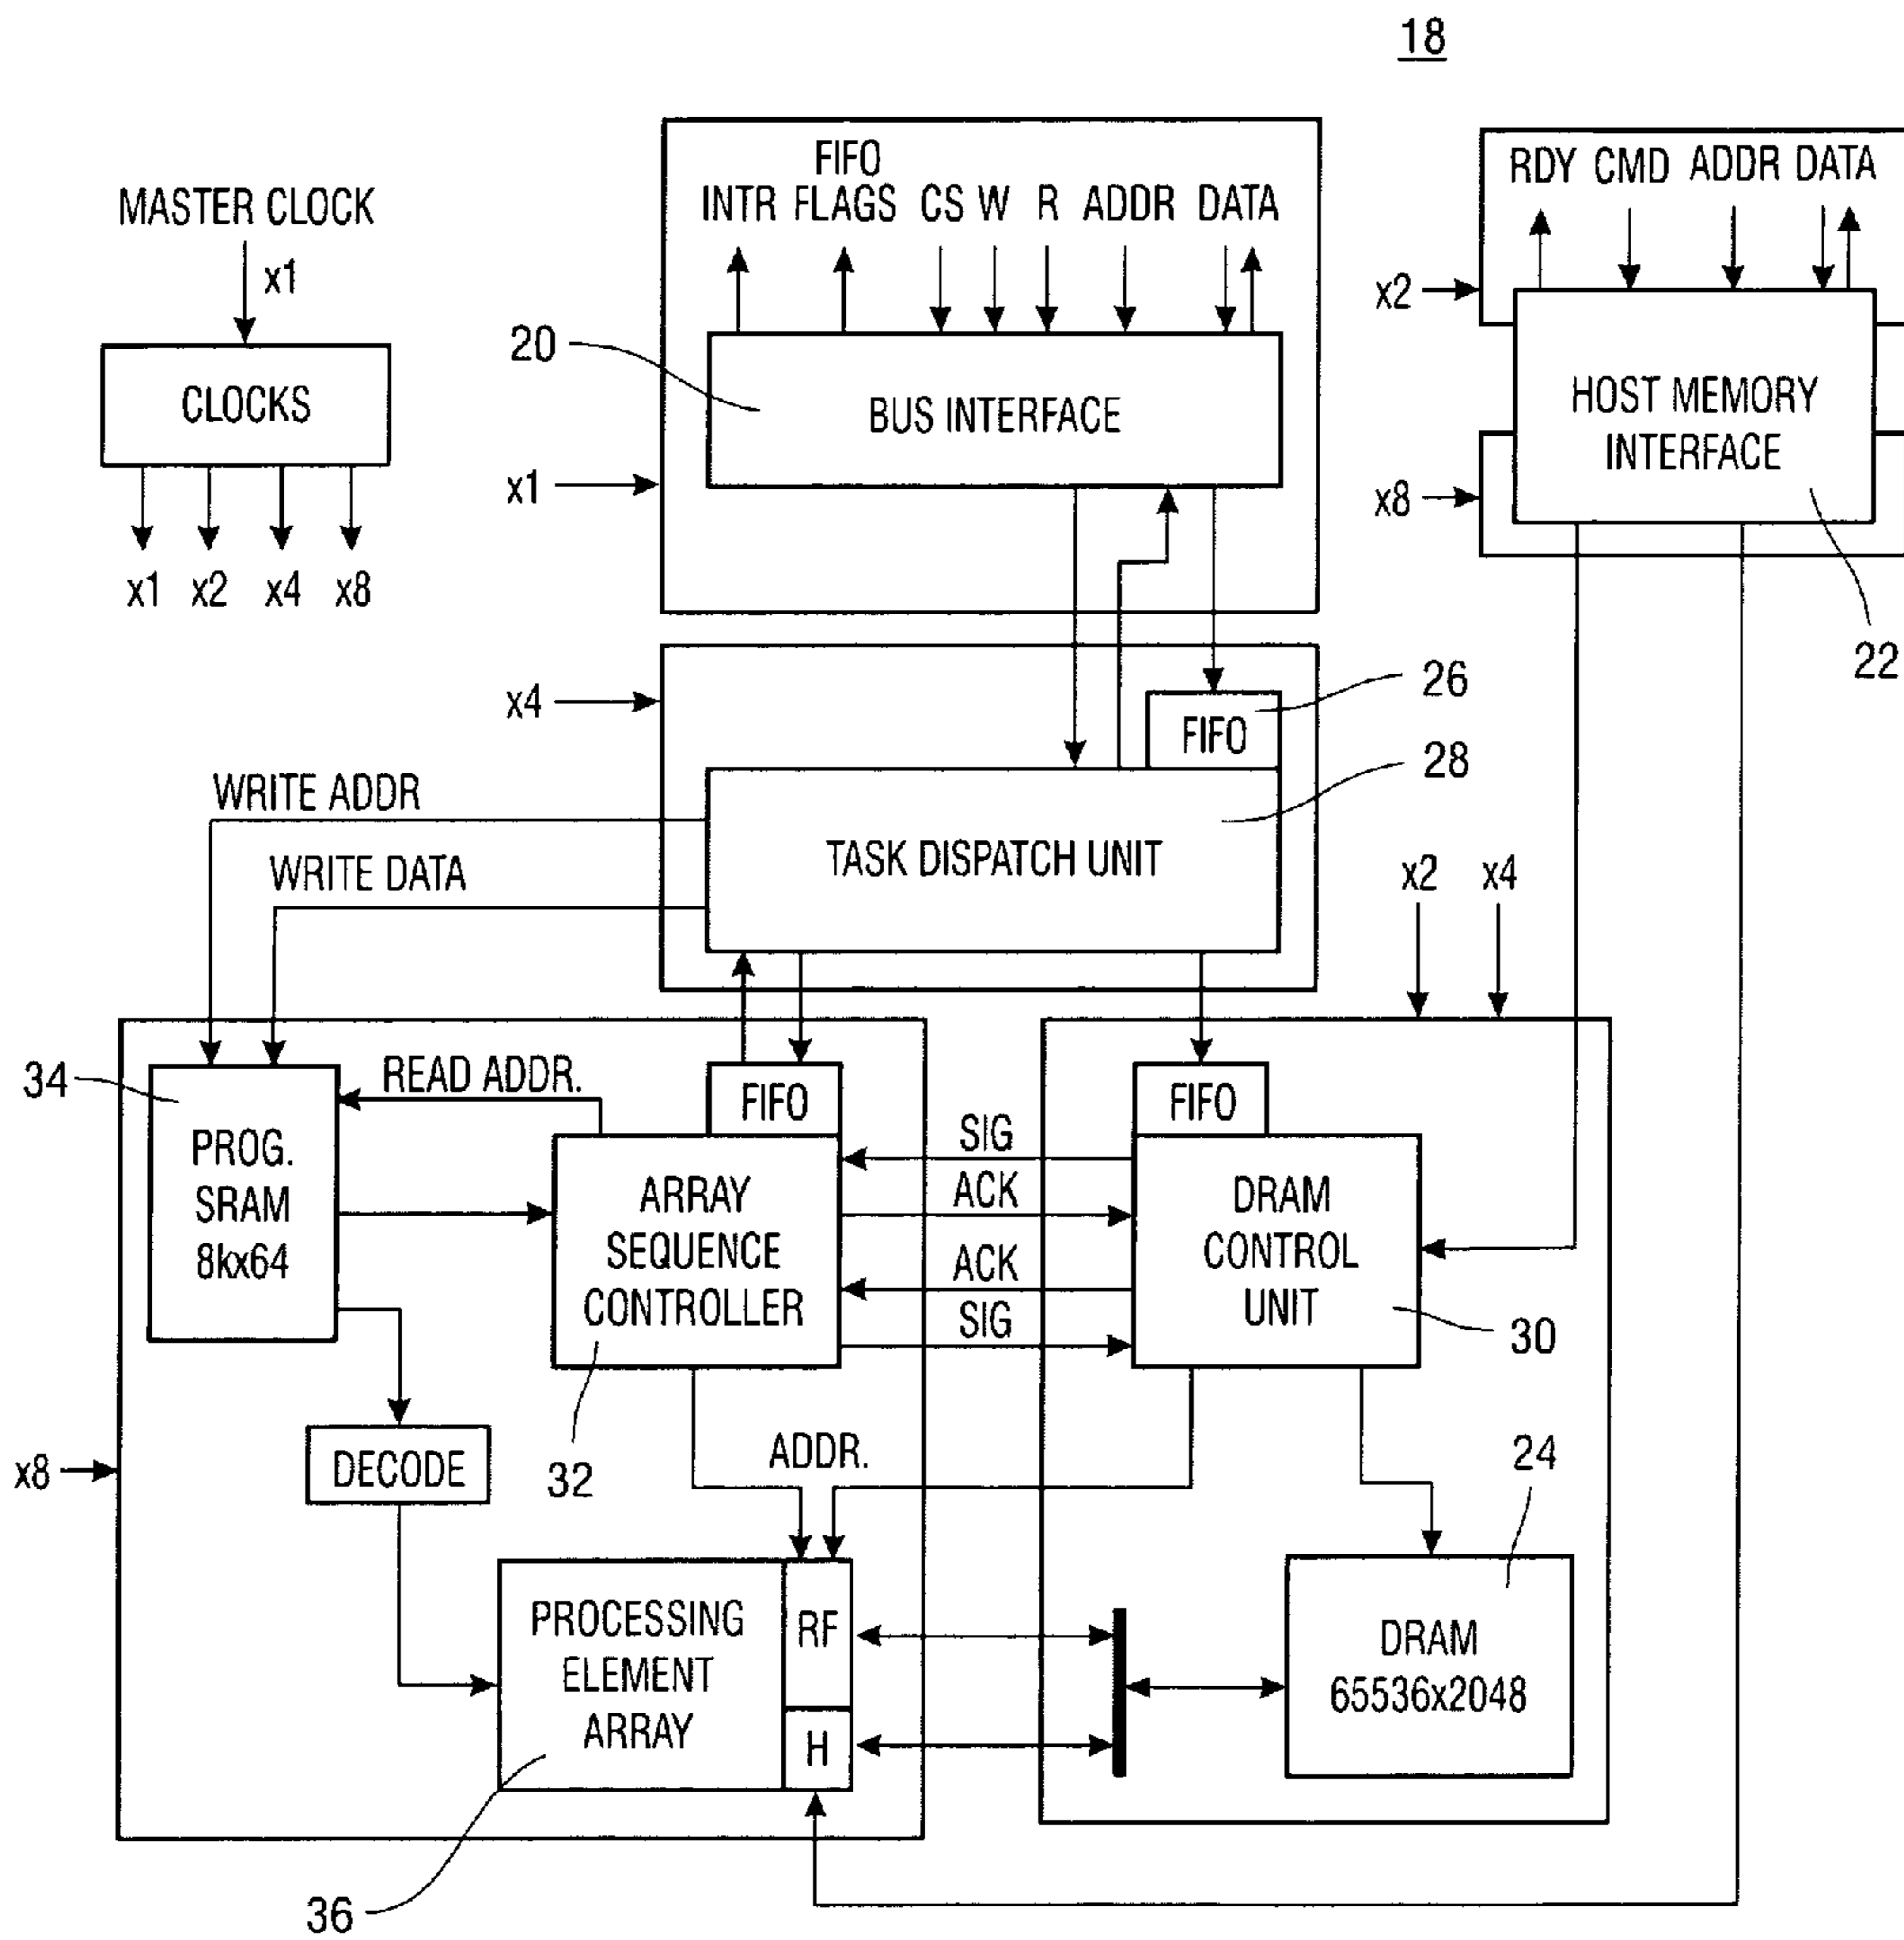 18
MASTER CLOCK
x1
CLOCKS
x1 x2 x4 x8
FIFO
INTR FLAGS CS W R ADDR DATA
20
BUS INTERFACE
x1
RDY CMD ADDR DATA
x2
HOST MEMORY
INTERFACE
x8
22
x4
26
FIFO
28
TASK DISPATCH UNIT
WRITE ADDR
WRITE DATA
x2 x4
34
READ ADDR.
FIFO
PROG.
SRAM
8kx64
ARRAY
SEQUENCE
CONTROLLER
32
SIG
ACK
ACK
SIG
FIFO
DRAM
CONTROL
UNIT
30
x8
DECODE
ADDR.
24
PROCESSING
ELEMENT
ARRAY
RF
H
DRAM
65536x2048
36